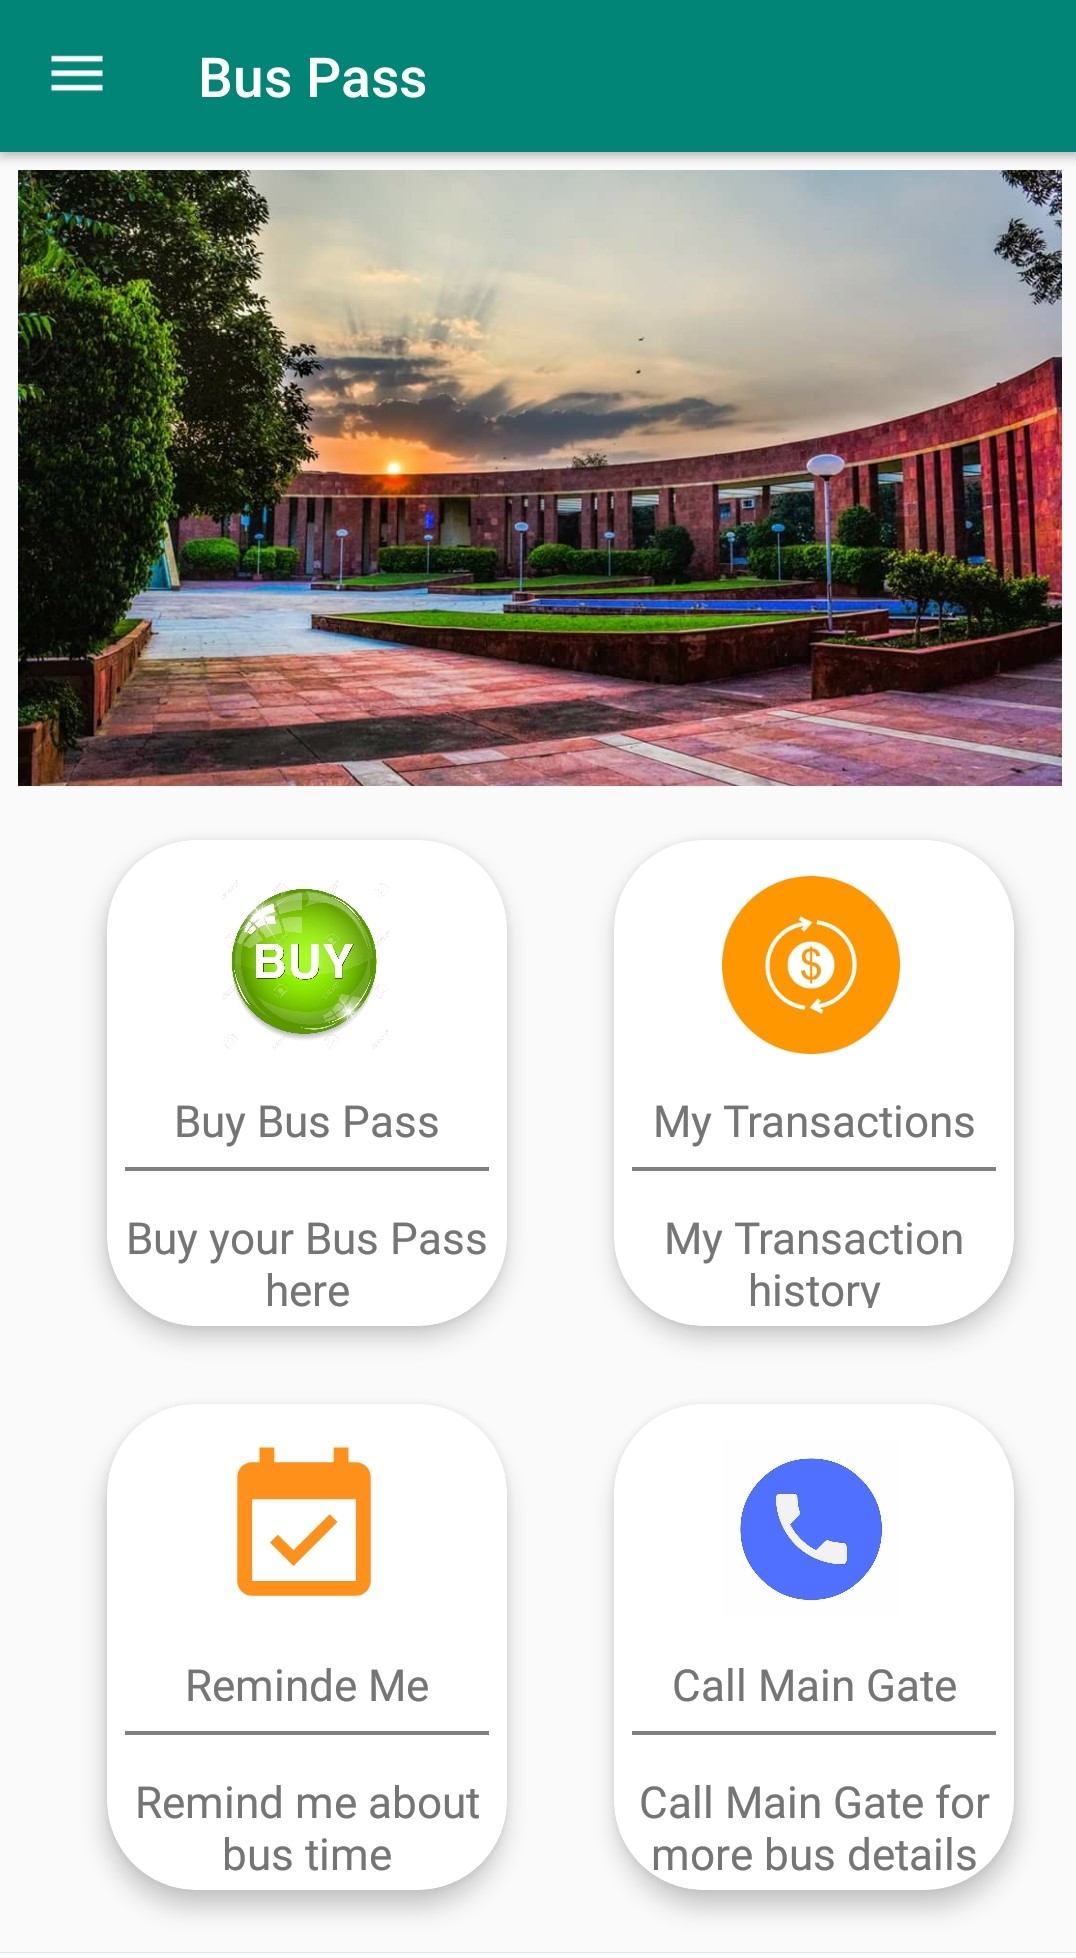 Bus Pass
BUY
$
Buy Bus Pass
Buy your Bus Pass
here
My Transactions
My Transaction
history
Reminde Me
Remind me about
bus time
Call Main Gate
Call Main Gate for
more bus details